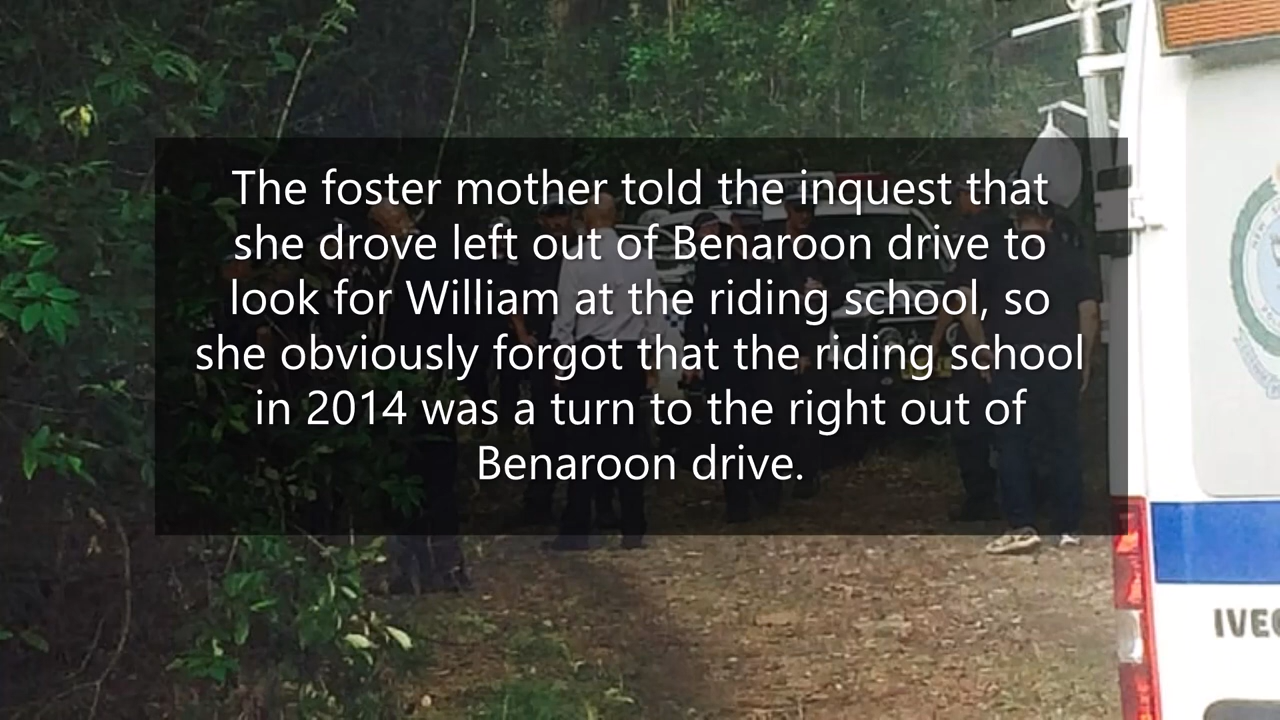 The foster mother told the inquest that
she drove left out of Benaroon drive to
look for William at the riding school, so
she obviously forgot that the riding school
in 2014 was a turn to the right out of
Benaroon drive.